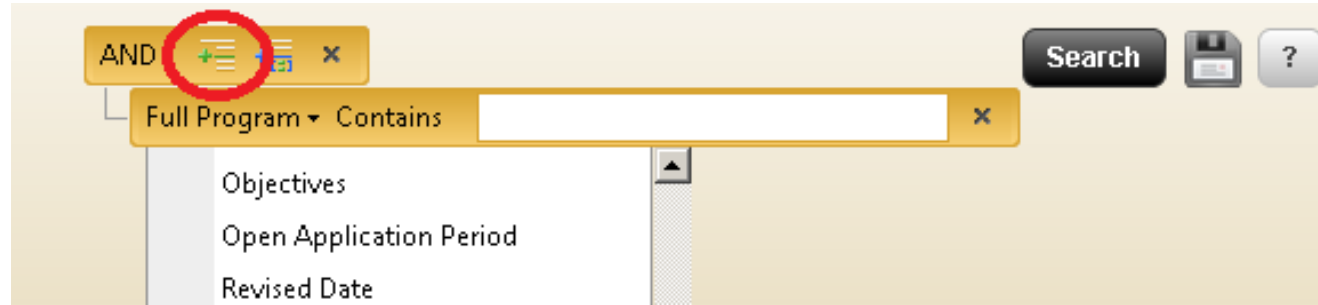 AND
Search
?
Full Program Contains
Objectives
Open Application Period
Revised Date